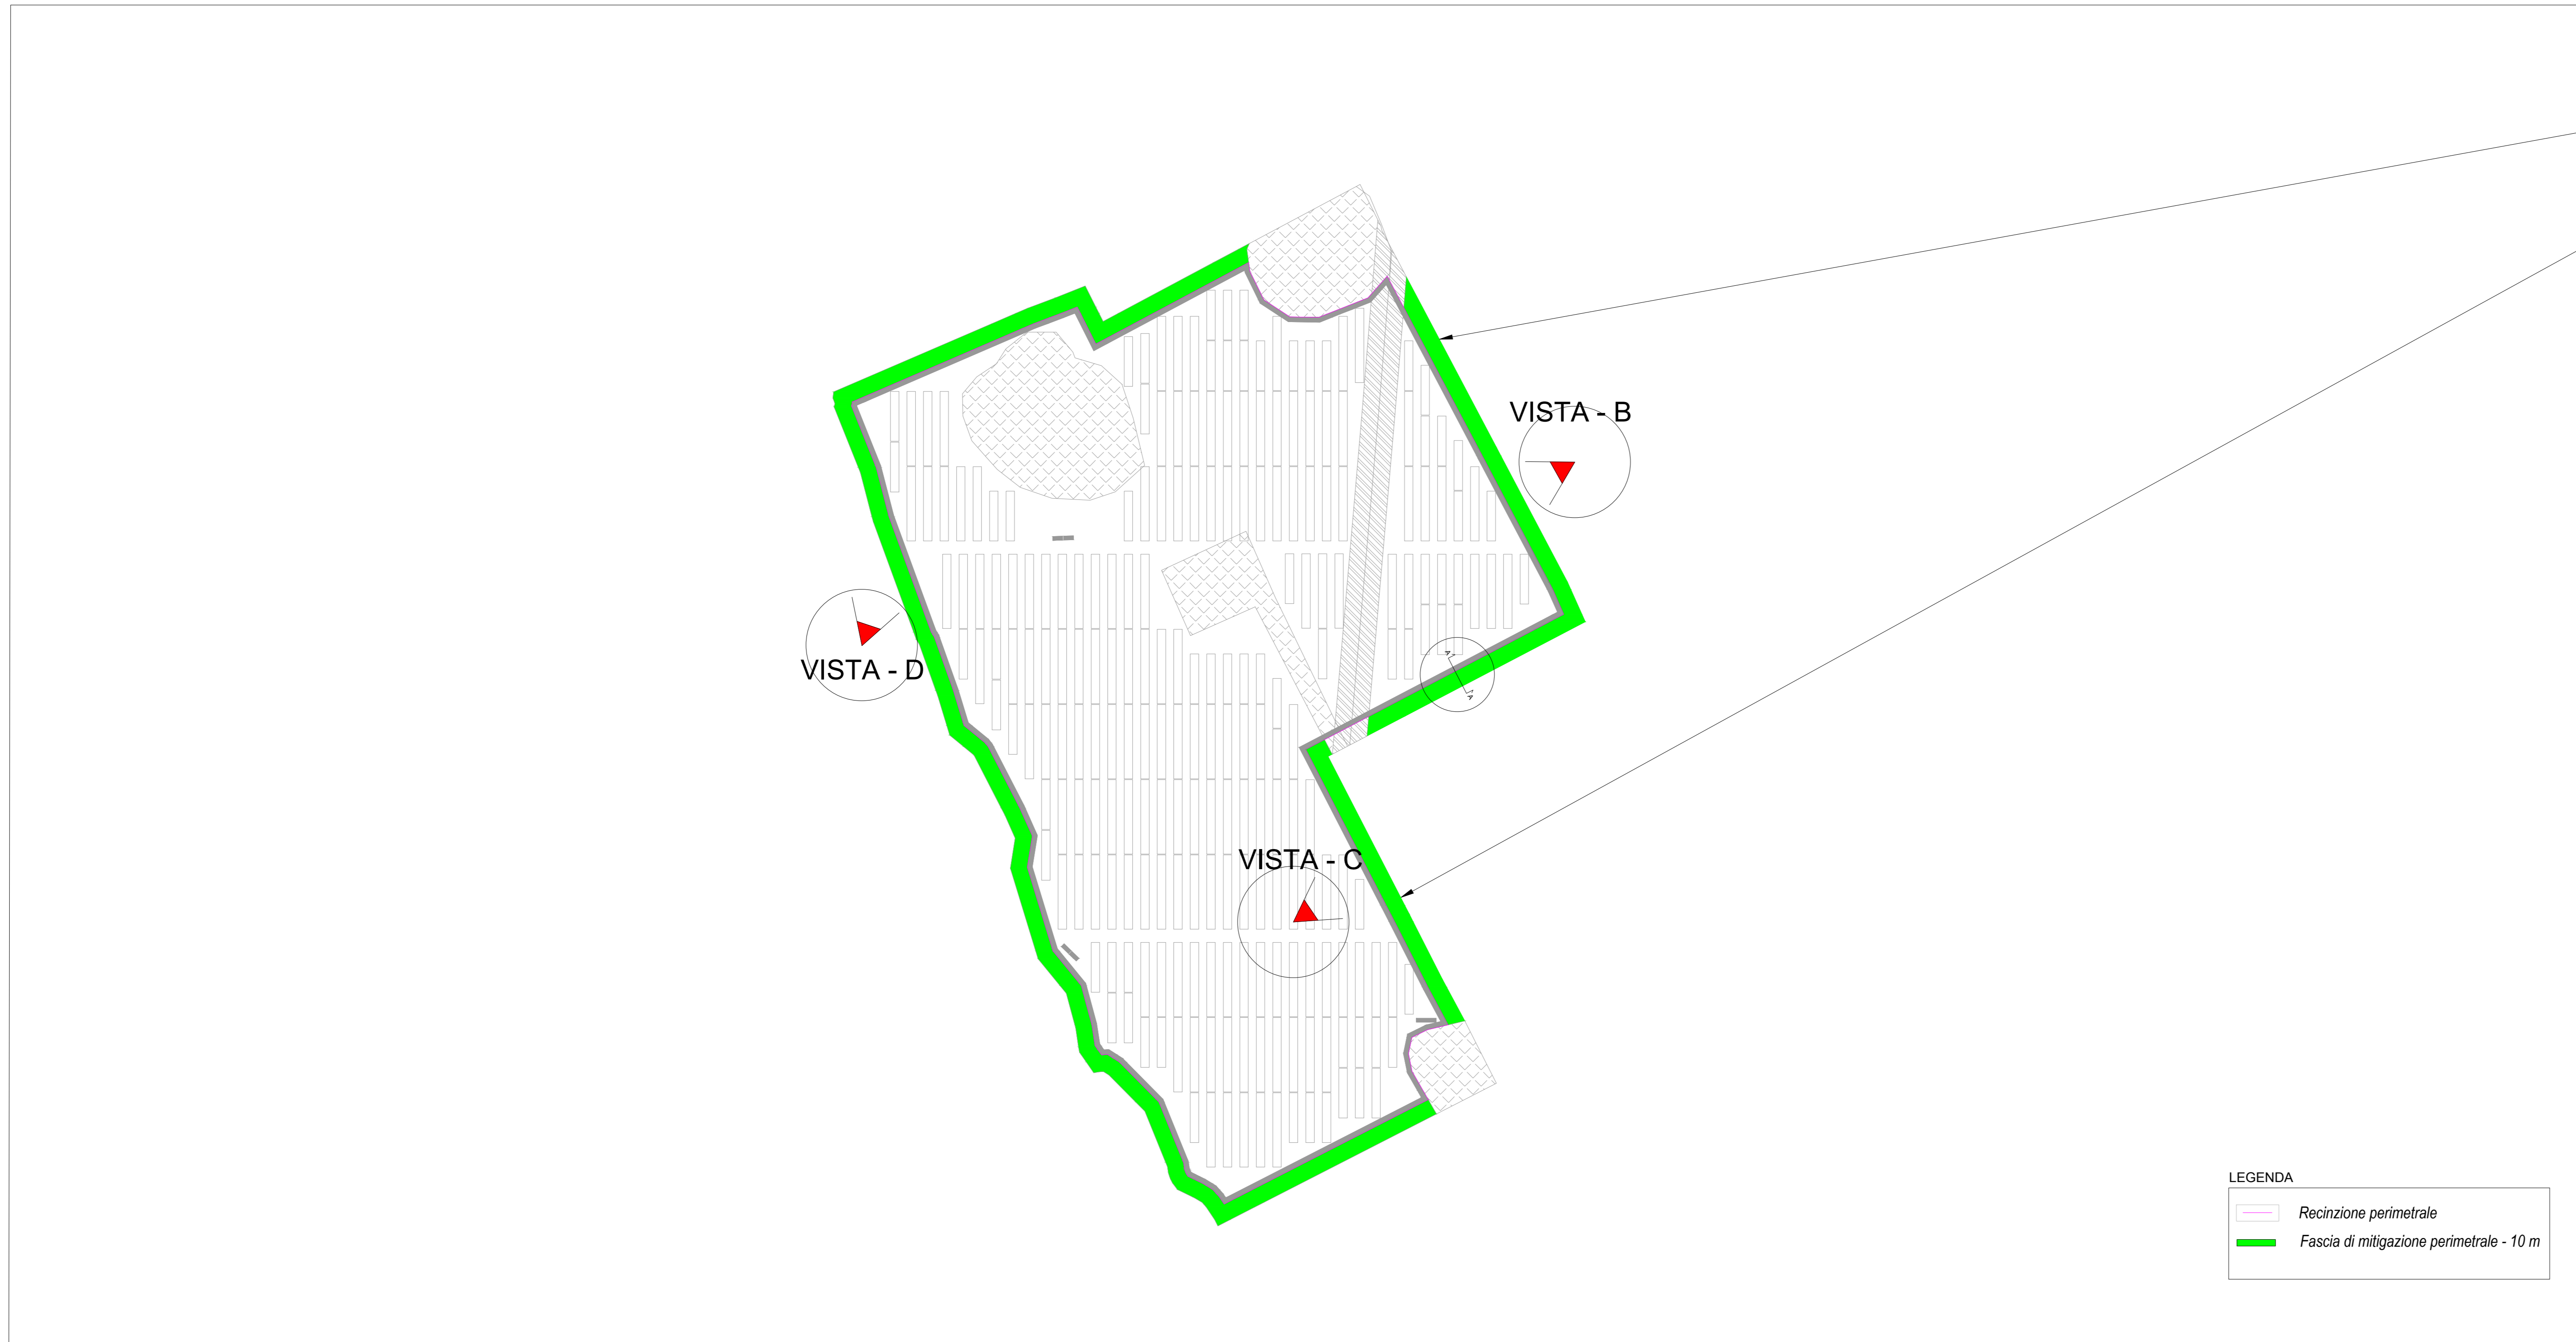 VISTA - B
A
A
VISTA - D
VISTA - C
LEGENDA
Recinzione perimetrale
Fascia di mitigazione perimetrale - 10 m